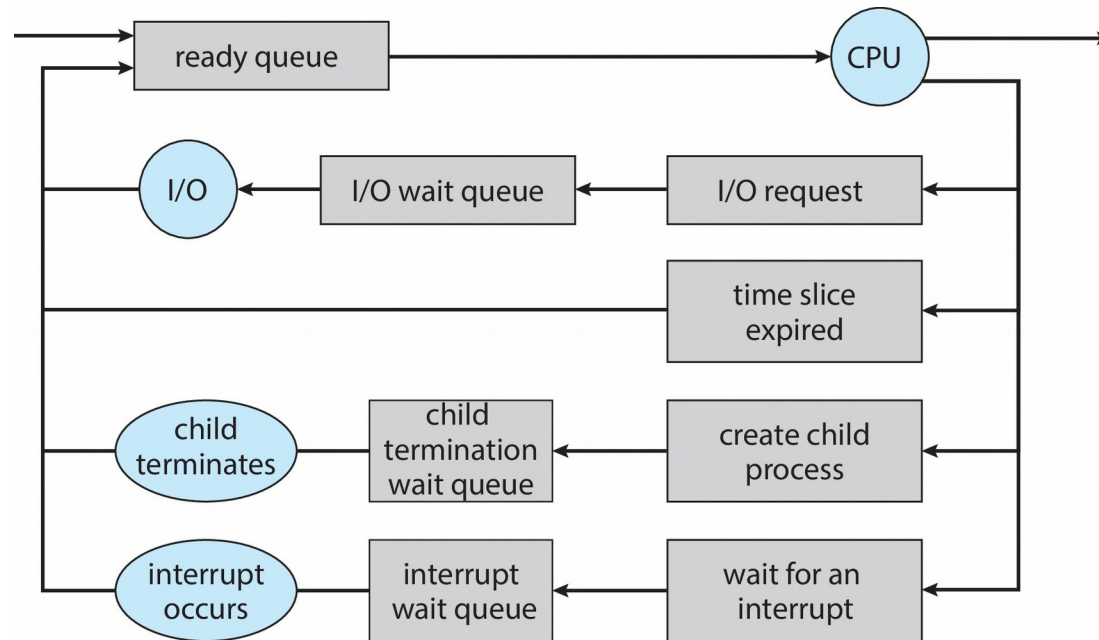 ready queue
CPU
I/O
I/O wait queue
I/O request
time slice
expired
child
terminates
child
termination
wait queue
create child
process
interrupt
occurs
interrupt
wait queue
wait for an
interrupt